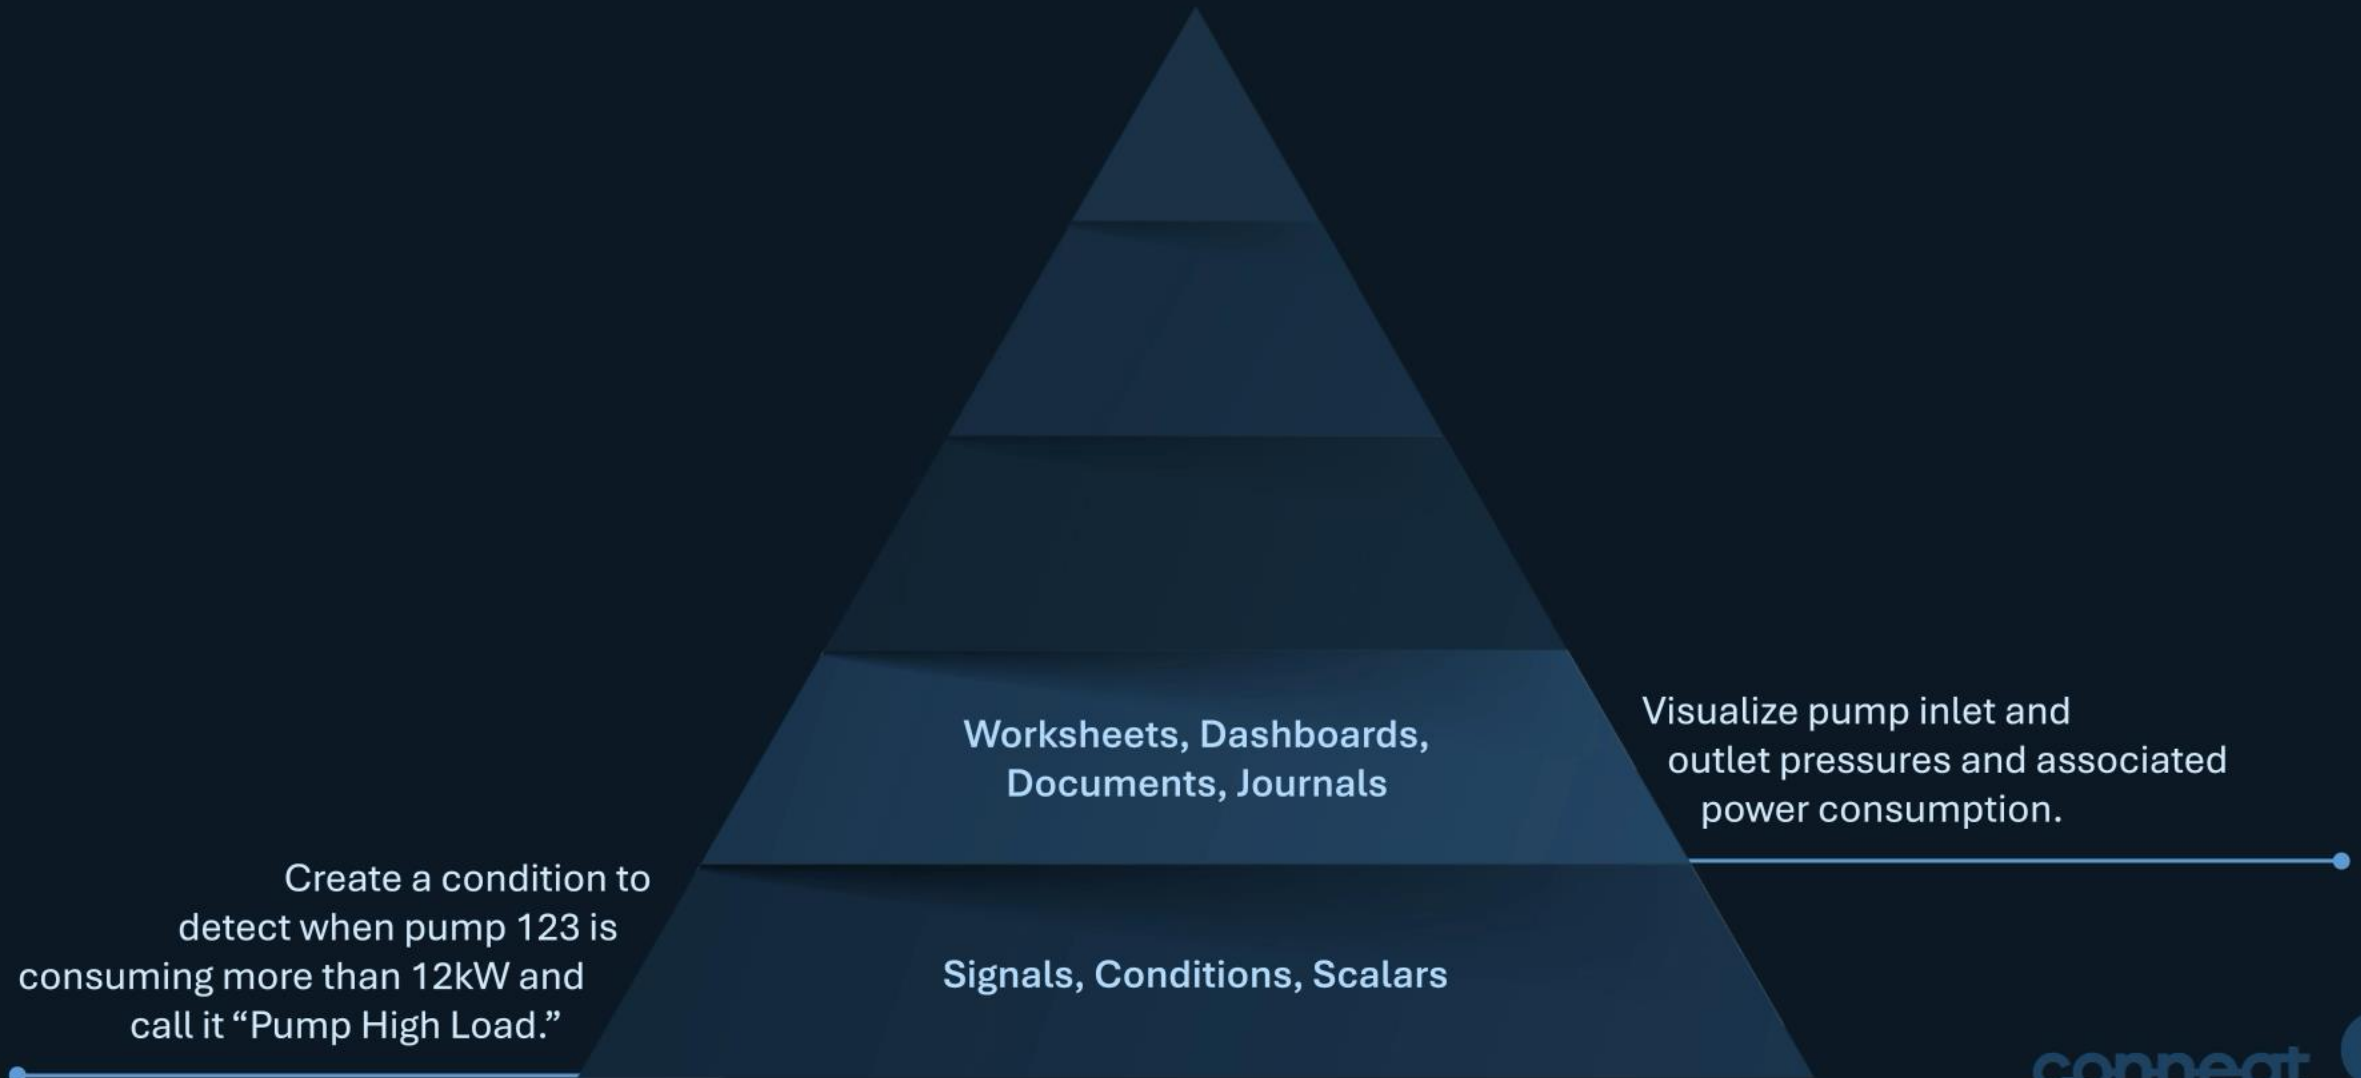 Worksheets, Dashboards,
Documents, Journals
Visualize pump inlet and
outlet pressures and associated
power consumption.
Create a condition to
detect when pump 123 is
consuming more than 12kW and
call it “Pump High Load.”
Signals, Conditions, Scalars